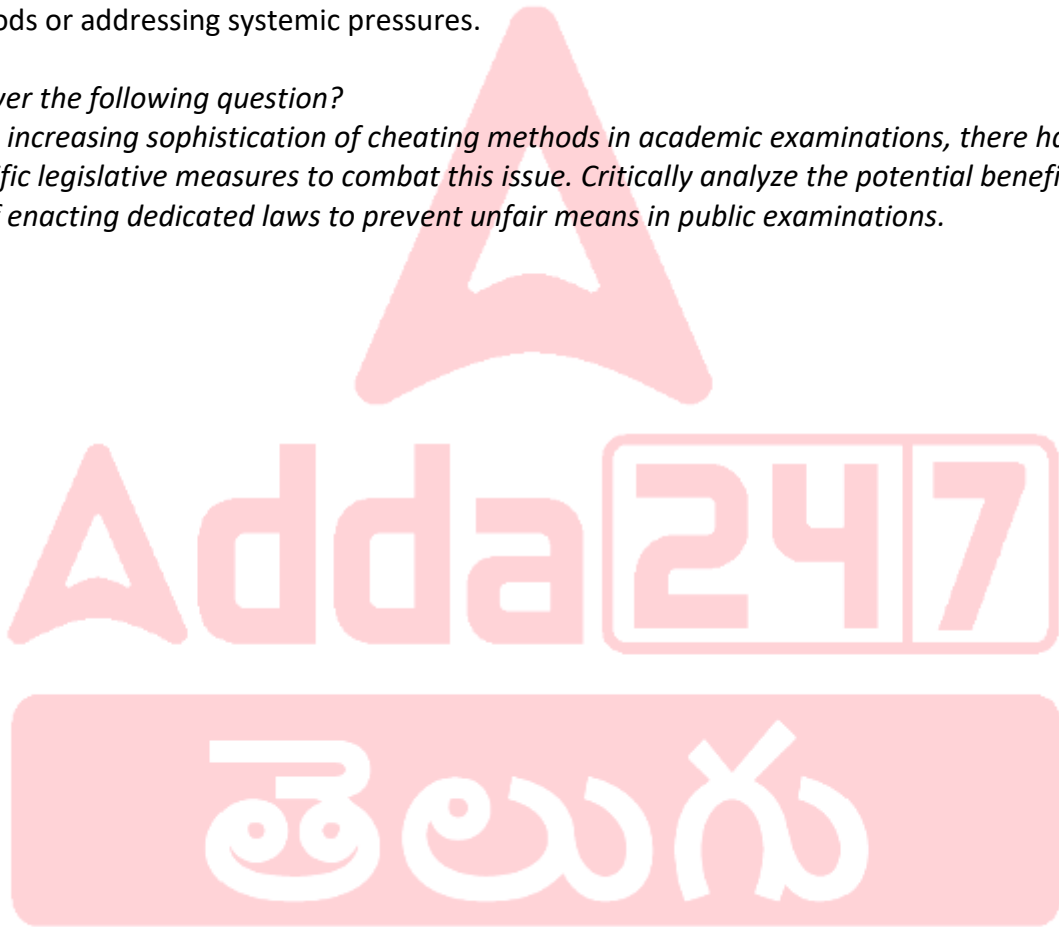 ods or addressing systemic pressures.
ver the following question?
increasing sophistication of cheating methods in academic examinations, there ha
ific legislative measures to combat this issue. Critically analyze the potential benefi
f enacting dedicated laws to prevent unfair means in public examinations.
Adda247
తెలుగు